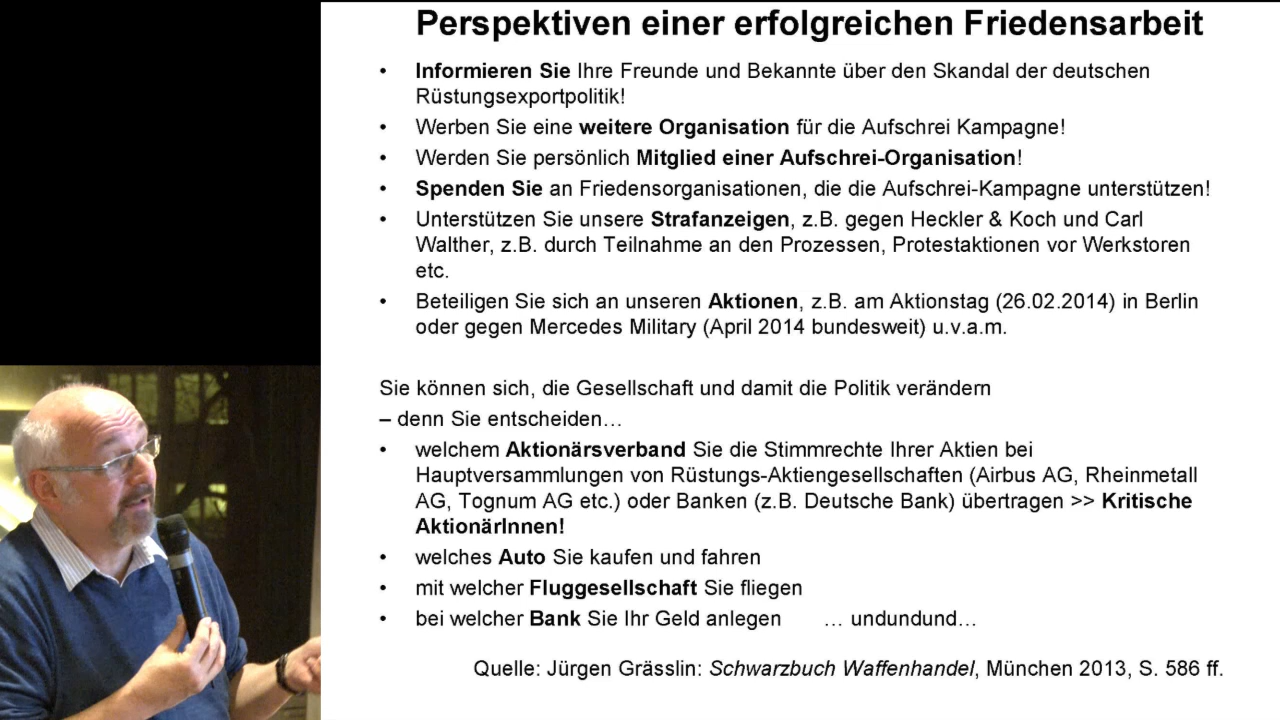 Perspektiven einer erfolgreichen Friedensarbeit
• Informieren Sie Ihre Freunde und Bekannte über den Skandal der deutschen
Rüstungsexportpolitik!
• Werben Sie eine weitere Organisation für die Aufschrei Kampagne!
• Werden Sie persönlich Mitglied einer Aufschrei-Organisation!
• Spenden Sie an Friedensorganisationen, die die Aufschrei-Kampagne unterstützen!
• Unterstützen Sie unsere Strafanzeigen, z.B. gegen Heckler & Koch und Carl
Walther, z.B. durch Teilnahme an den Prozessen, Protestaktionen vor Werkstoren
etc.
• Beteiligen Sie sich an unseren Aktionen, z.B. am Aktionstag (26.02.2014) in Berlin
oder gegen Mercedes Military (April 2014 bundesweit) u.v.a.m.
Sie können sich, die Gesellschaft und damit die Politik verändern
– denn Sie entscheiden…
• welchem Aktionärsverband Sie die Stimmrechte Ihrer Aktien bei
Hauptversammlungen von Rüstungs-Aktiengesellschaften (Airbus AG, Rheinmetall
AG, Tognum AG etc.) oder Banken (z.B. Deutsche Bank) übertragen >> Kritische
AktionärInnen!
• welches Auto Sie kaufen und fahren
• mit welcher Fluggesellschaft Sie fliegen
• bei welcher Bank Sie Ihr Geld anlegen … undundund…
Quelle: Jürgen Grässlin: Schwarzbuch Waffenhandel, München 2013, S. 586 ff.